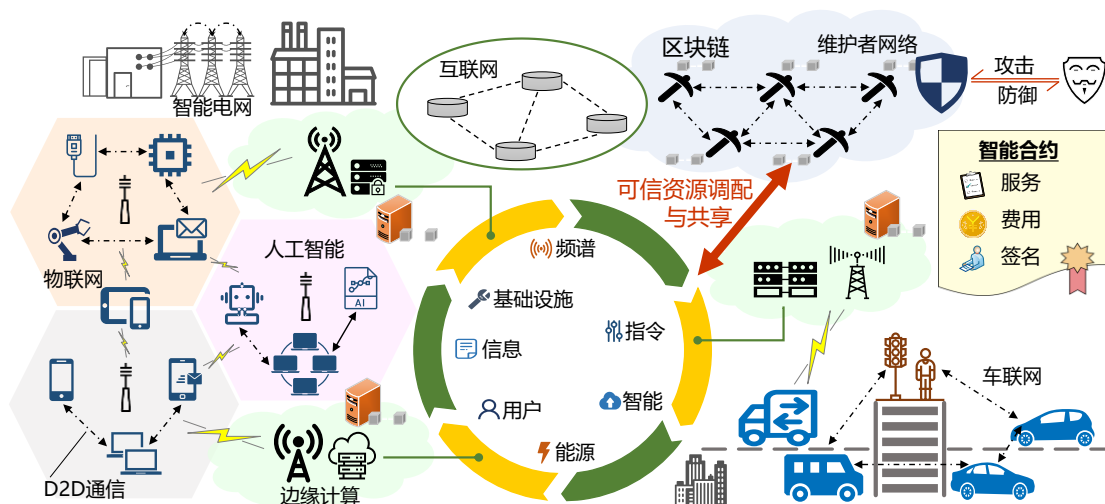 智能电网
互联网
区块链
维护者网络
攻击
防御
智能合约
服务
费用
签名
可信资源调配
与共享
物联网
人工智能
AI
频谱
基础设施
指令
信息
用户
智能
能源
车联网
D2D通信
边缘计算